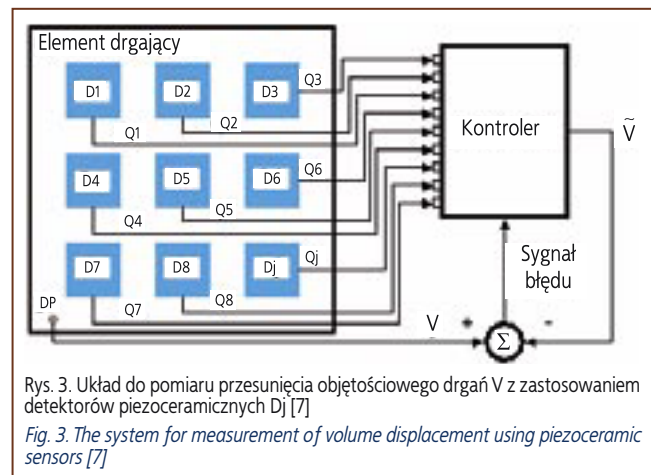 Element drgający
D1 D2 D3 Q3
Q1 Q2
Kontroler
Ṽ
D4 D5 D6 Q6
Q4 Q5
D7 D8 Dj Qj
Sygnał
błędu
DP Q7 Q8
V + Σ -
Rys. 3. Układ do pomiaru przesunięcia objętościowego drgań V z zastosowaniem
detektorów piezoceramicznych Dj [7]
Fig. 3. The system for measurement of volume displacement using piezoceramic
sensors [7]